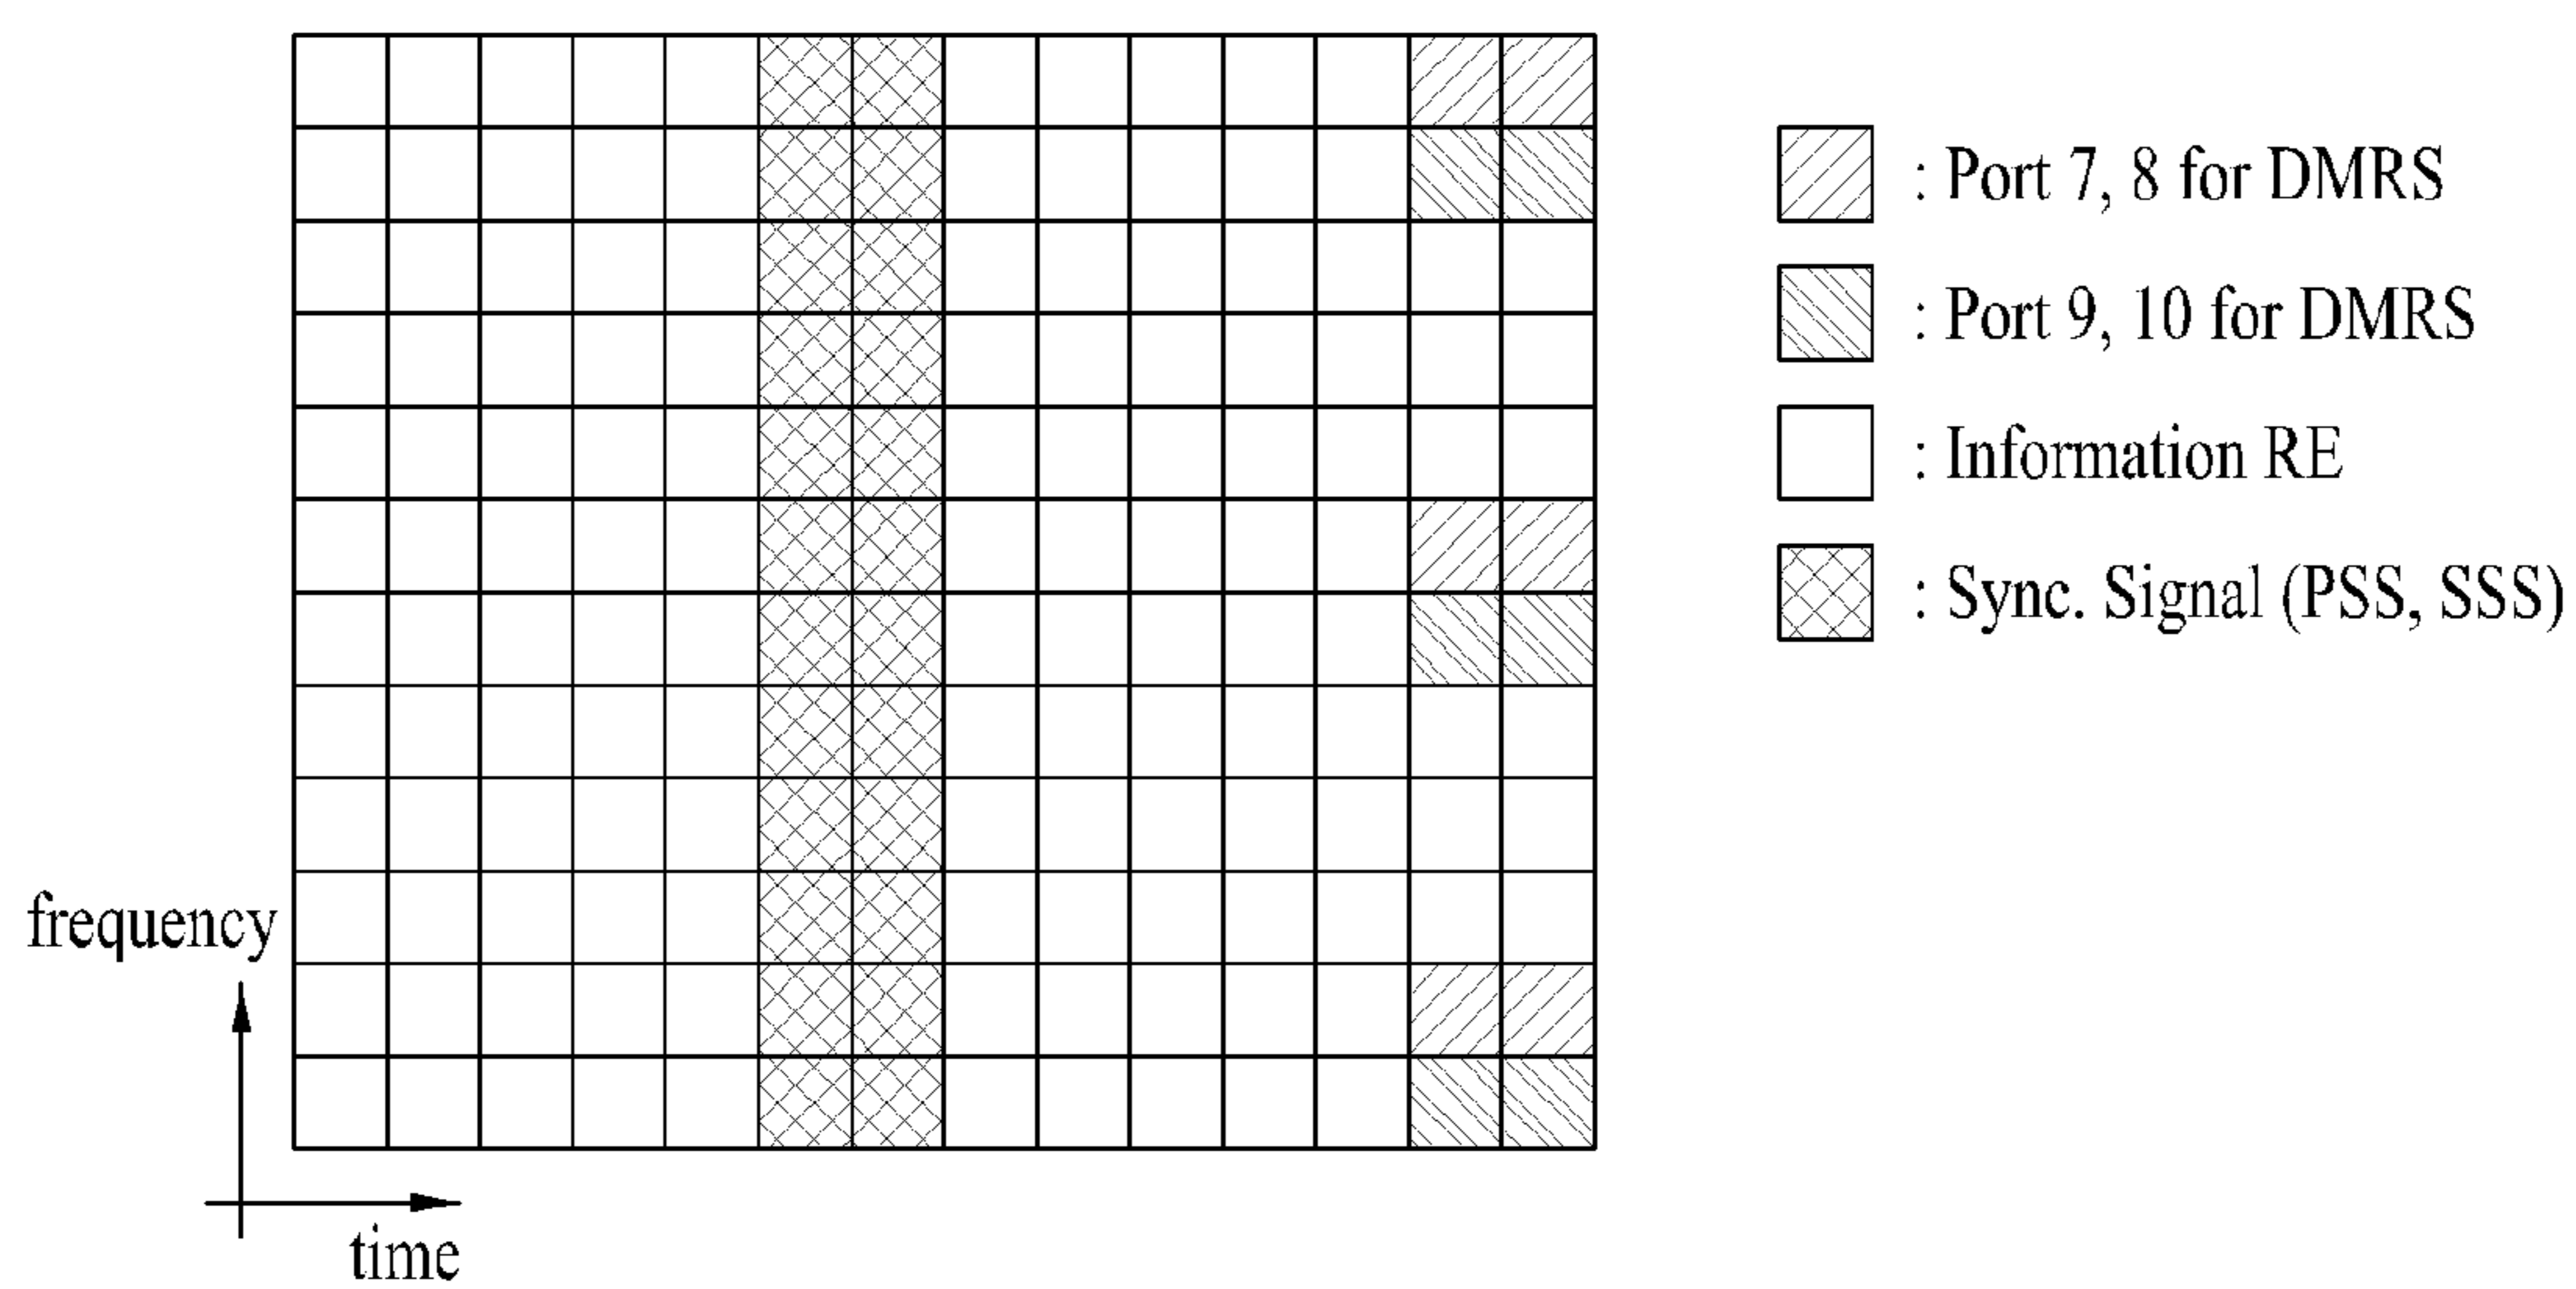 : Port 7, 8 for DMRS
: Port 9, 10 for DMRS
: Information RE
: Sync. Signal (PSS, SSS)
frequency
time